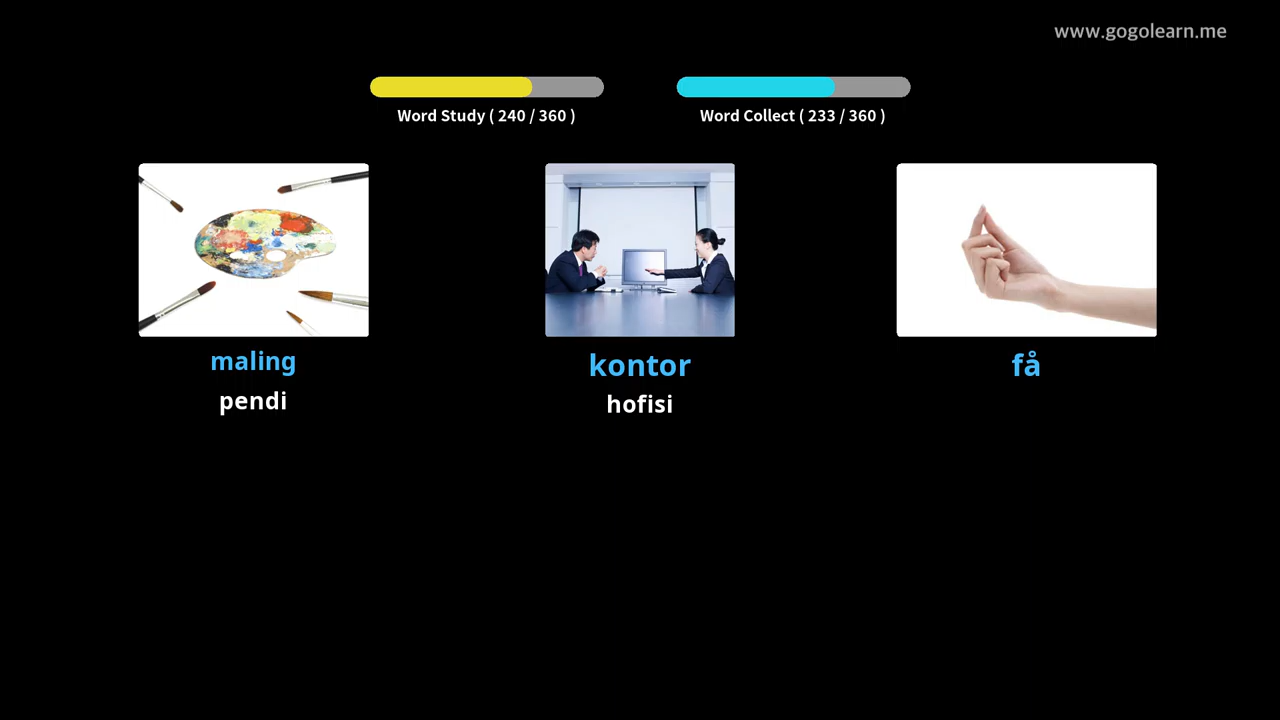 www.gogolearn.me
Word Study ( 240 / 360 )
Word Collect ( 233 / 360 )
maling
pendi
kontor
hofisi
få